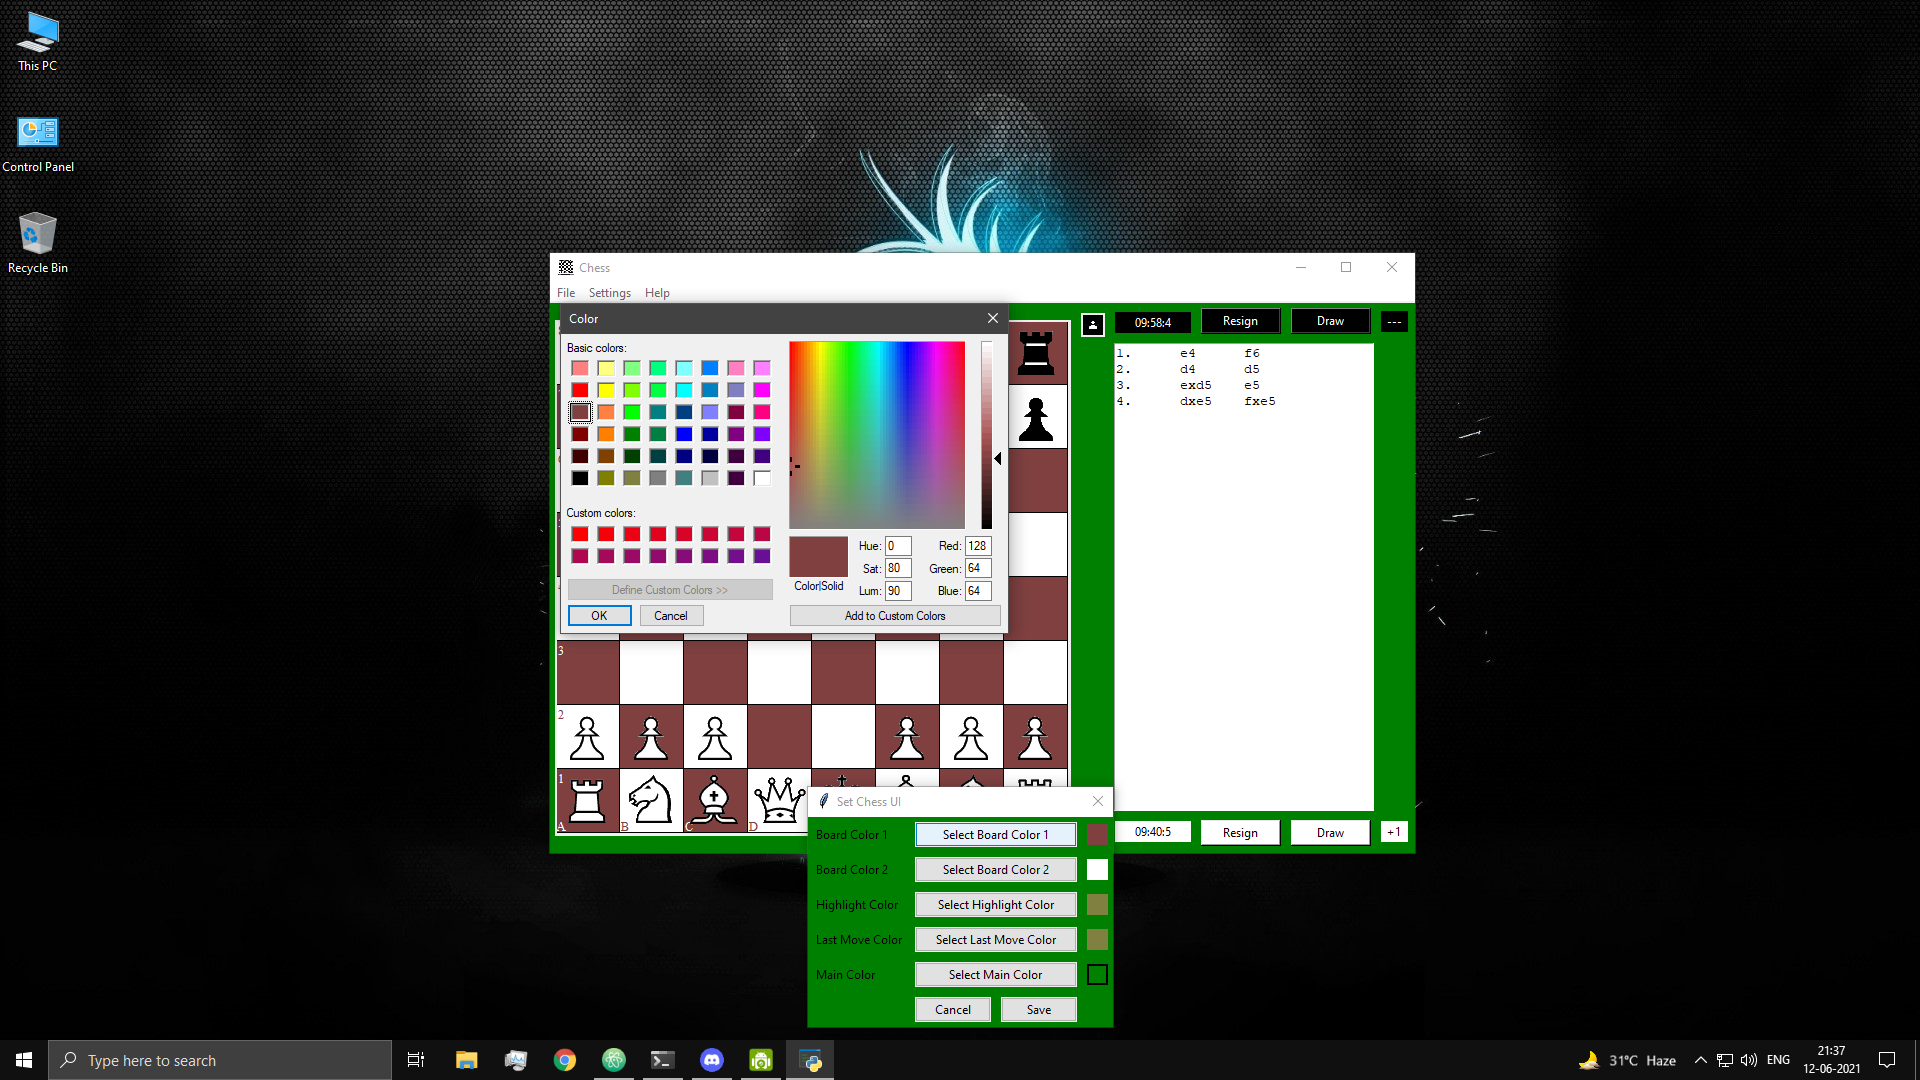 This PC
Control Panel
Recycle Bin
Chess
File Settings Help
Color
Basic colors:
Custom colors:
Define Custom Colors >>
OK Cancel
Hue: 0 Red: 128
Sat: 80 Green: 64
Color|Solid
Lum: 90 Blue: 64
Add to Custom Colors
09:58:4 Resign Draw ---
1. e4 f6
2. d4 d5
3. exd5 e5
4. dxe5 fxe5
3
2
1
A B C D
09:40:5 Resign Draw +1
Set Chess UI
Board Color 1 Select Board Color 1
Board Color 2 Select Board Color 2
Highlight Color Select Highlight Color
Last Move Color Select Last Move Color
Main Color Select Main Color
Cancel Save
Type here to search
31°C Haze
ENG
21:37
12-06-2021